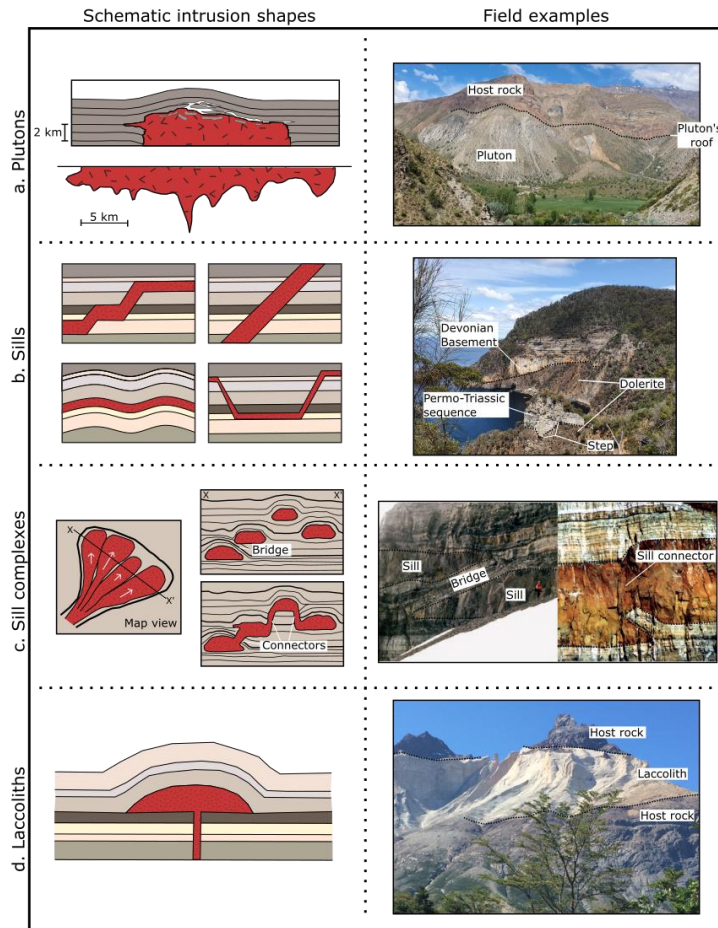 Schematic intrusion shapes
Field examples
a. Plutons
2 km
5 km
Host rock
Pluton's
roof
Pluton
b. Sills
Devonian
Basement
Dolerite
Permo-Triassic
sequence
Step
c. Sill complexes
X
X'
Map view
X
X'
Bridge
Connectors
Sill
Bridge
Sill
Sill connector
d. Laccoliths
Host rock
Laccolith
Host rock